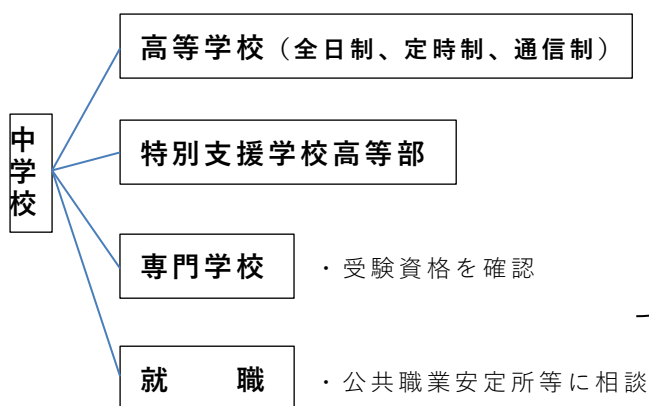 高等学校（全日制、定時制、通信制）
中学校
特別支援学校高等部
専門学校 ・受験資格を確認
就　　職 ・公共職業安定所等に相談